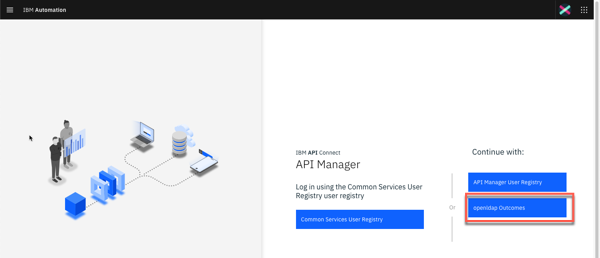 IBM Automation
IBM API Connect
API Manager
Log in using the Common Services User
Registry user registry
Common Services User Registry
Or
Continue with:
API Manager User Registry
openldap Outcomes